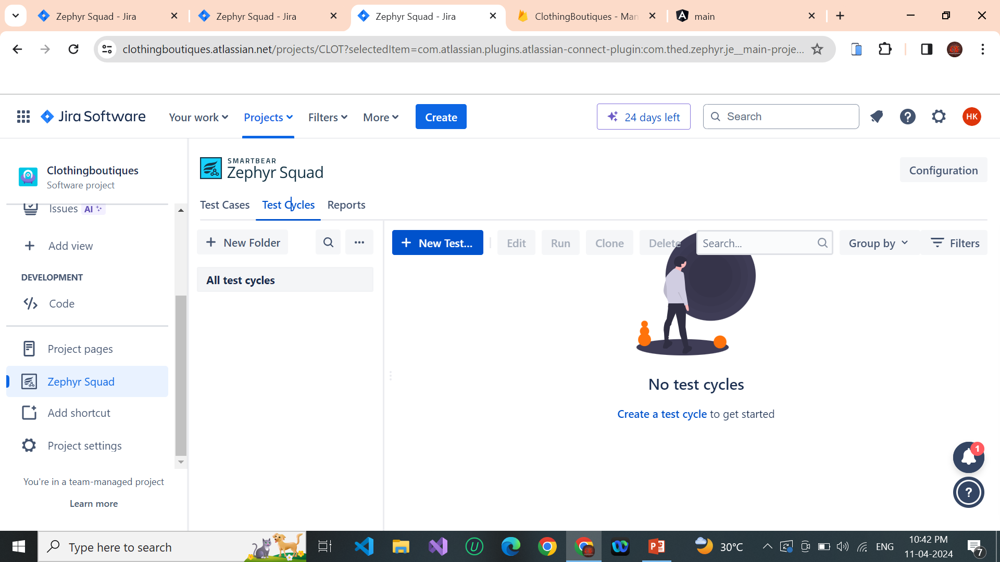 Zephyr Squad - Jira
Zephyr Squad - Jira
Zephyr Squad - Jira
ClothingBoutiques - Man
main
clothingboutiques.atlassian.net/projects/CLOT?selectedItem=com.atlassian.plugins.atlassian-connect-plugin:com.thed.zephyr.je__main-proje...
Jira Software
Your work
Projects
Filters
More
Create
24 days left
Search
HK
Clothingboutiques
Software project
Issues AI
Add view
DEVELOPMENT
Code
Project pages
Zephyr Squad
Add shortcut
Project settings
You're in a team-managed project
Learn more
SMARTBEAR
Zephyr Squad
Configuration
Test Cases
Test Cycles
Reports
New Folder
...
All test cycles
New Test...
Edit
Run
Clone
Delete
Search...
Group by
Filters
No test cycles
Create a test cycle to get started
1
?
Type here to search
30°C
ENG
10:42 PM
11-04-2024
7